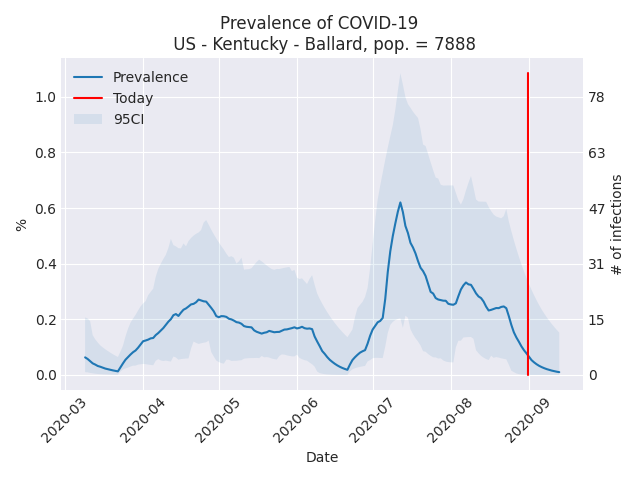 Prevalence of COVID-19
US - Kentucky - Ballard, pop. = 7888
Prevalence
Today
95CI
1.0
0.8
0.6
0.4
0.2
0.0
%
78
63
47
31
15
0
# of infections
2020-03
2020-04
2020-05
2020-06
2020-07
2020-08
2020-09
Date